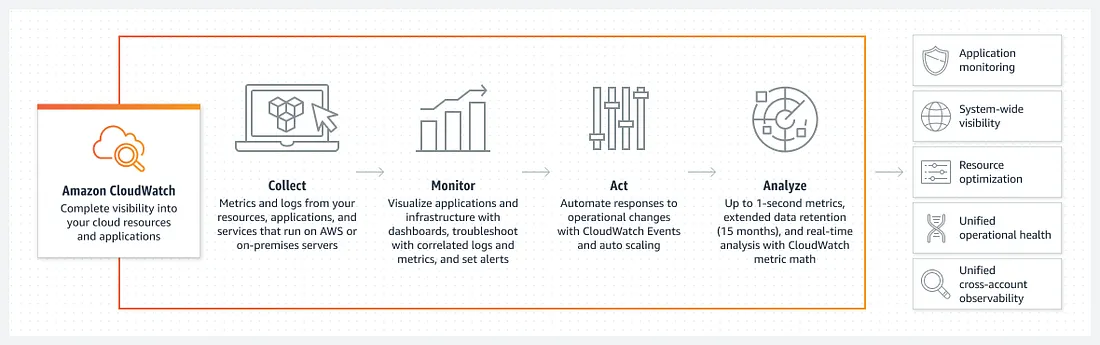 Amazon CloudWatch
Complete visibility into
your cloud resources
and applications
Collect
Metrics and logs from your
resources, applications, and
services that run on AWS or
on-premises servers
Monitor
Visualize applications and
infrastructure with
dashboards, troubleshoot
with correlated logs and
metrics, and set alerts
Act
Automate responses to
operational changes
with CloudWatch Events
and auto scaling
Analyze
Up to 1-second metrics,
extended data retention
(15 months), and real-time
analysis with CloudWatch
metric math
Application
monitoring
System-wide
visibility
Resource
optimization
Unified
operational health
Unified
cross-account
observability